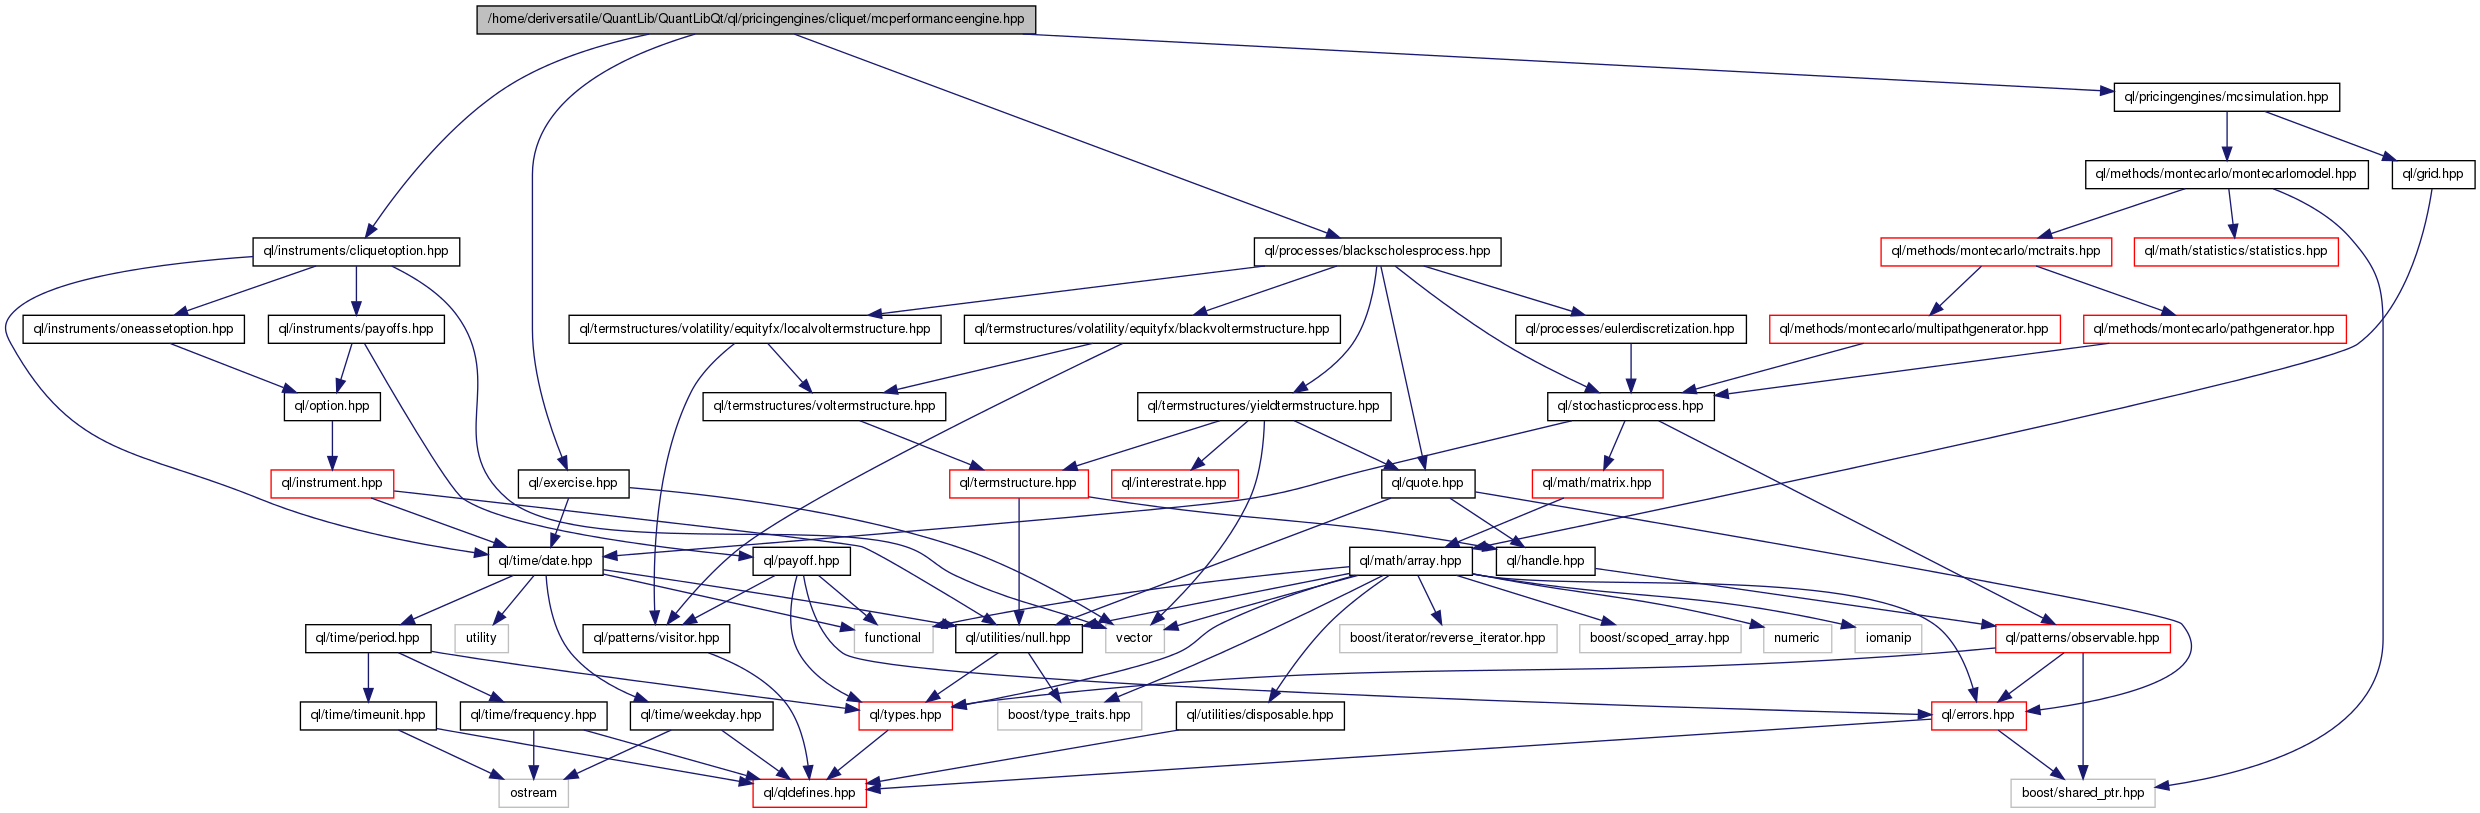 /home/deriversatile/QuantLib/QuantLibQt/ql/pricingengines/cliquet/mcperformanceengine.hpp
ql/pricingengines/mcsimulation.hpp
ql/methods/montecarlo/montecarlomodel.hpp
ql/grid.hpp
ql/instruments/cliquetoption.hpp
ql/processes/blackscholesprocess.hpp
ql/methods/montecarlo/mctraits.hpp
ql/math/statistics/statistics.hpp
ql/instruments/oneassetoption.hpp
ql/instruments/payoffs.hpp
ql/termstructures/volatility/equityfx/localvoltermstructure.hpp
ql/termstructures/volatility/equityfx/blackvoltermstructure.hpp
ql/processes/eulerdiscretization.hpp
ql/methods/montecarlo/multipathgenerator.hpp
ql/methods/montecarlo/pathgenerator.hpp
ql/option.hpp
ql/termstructures/voltermstructure.hpp
ql/termstructures/yieldtermstructure.hpp
ql/stochasticprocess.hpp
ql/instrument.hpp
ql/exercise.hpp
ql/termstructure.hpp
ql/interestrate.hpp
ql/quote.hpp
ql/math/matrix.hpp
ql/time/date.hpp
ql/payoff.hpp
ql/math/array.hpp
ql/handle.hpp
ql/time/period.hpp
utility
ql/patterns/visitor.hpp
functional
ql/utilities/null.hpp
vector
boost/iterator/reverse_iterator.hpp
boost/scoped_array.hpp
numeric
iomanip
ql/patterns/observable.hpp
ql/time/timeunit.hpp
ql/time/frequency.hpp
ql/time/weekday.hpp
ql/types.hpp
boost/type_traits.hpp
ql/utilities/disposable.hpp
ql/errors.hpp
ostream
ql/qldefines.hpp
boost/shared_ptr.hpp